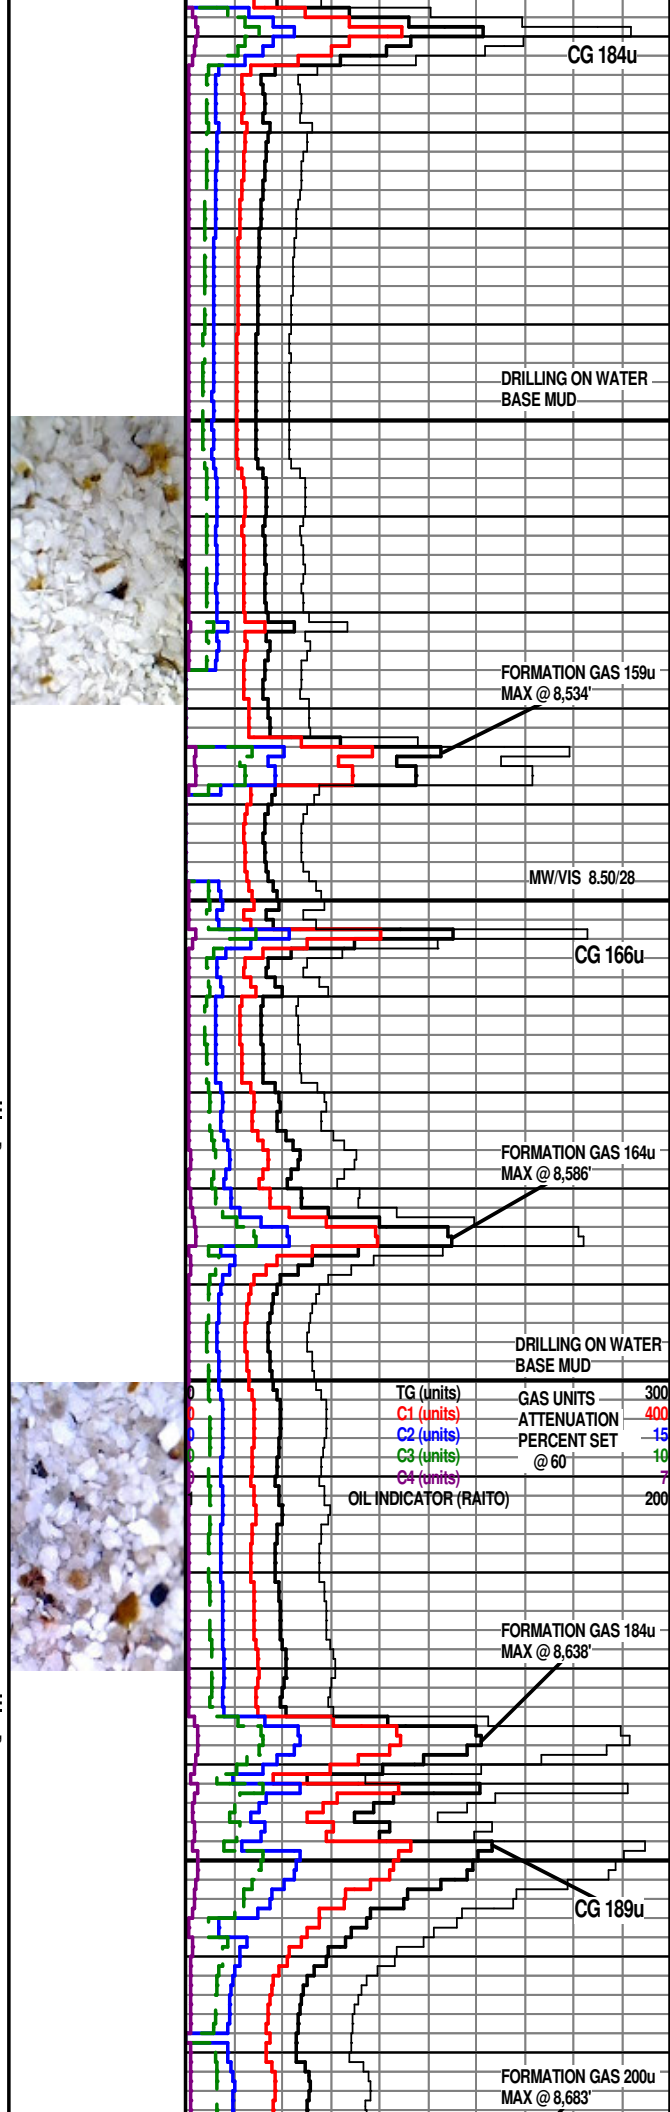 CG 184u
DRILLING ON WATER
BASE MUD
FORMATION GAS 159u
MAX @ 8,534'
MW/VIS 8.50/28
CG 166u
FORMATION GAS 164u
MAX @ 8,586'
DRILLING ON WATER
BASE MUD
0 TG (units) 300
0 C1 (units) 400
0 C2 (units) 15
0 C3 (units) 10
0 C4 (units) 7
OIL INDICATOR (RAITO) 200
GAS UNITS
ATTENUATION
PERCENT SET
@ 60
FORMATION GAS 184u
MAX @ 8,638'
CG 189u
FORMATION GAS 200u
MAX @ 8,683'